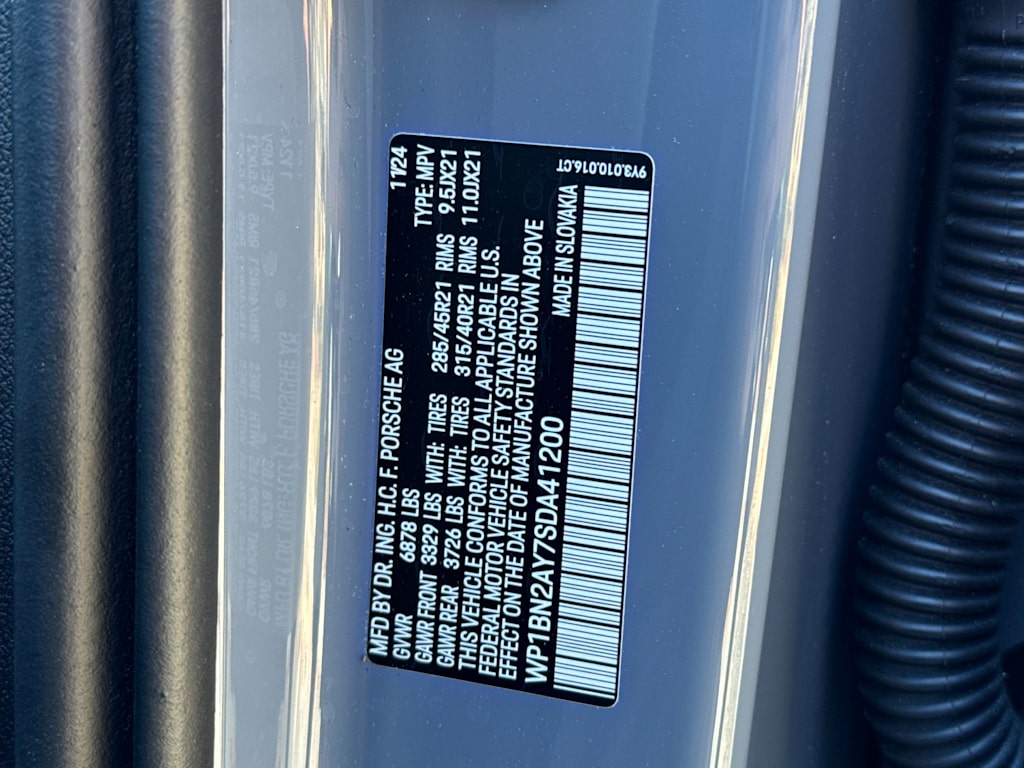 MFD BY DR. ING. H.C. F. PORSCHE AG 11/24
GVWR 6878 LBS TYPE: MPV
GAWR FRONT 3329 LBS WITH: TIRES 285/45R21 RIMS 9.5JX21
GAWR REAR 3726 LBS WITH: TIRES 315/40R21 RIMS 11.0JX21
THIS VEHICLE CONFORMS TO ALL APPLICABLE U.S.
FEDERAL MOTOR VEHICLE SAFETY STANDARDS IN
EFFECT ON THE DATE OF MANUFACTURE SHOWN ABOVE
WP1BN2AY7SDA41200 MADE IN SLOVAKIA
9Y3.010.016.CT